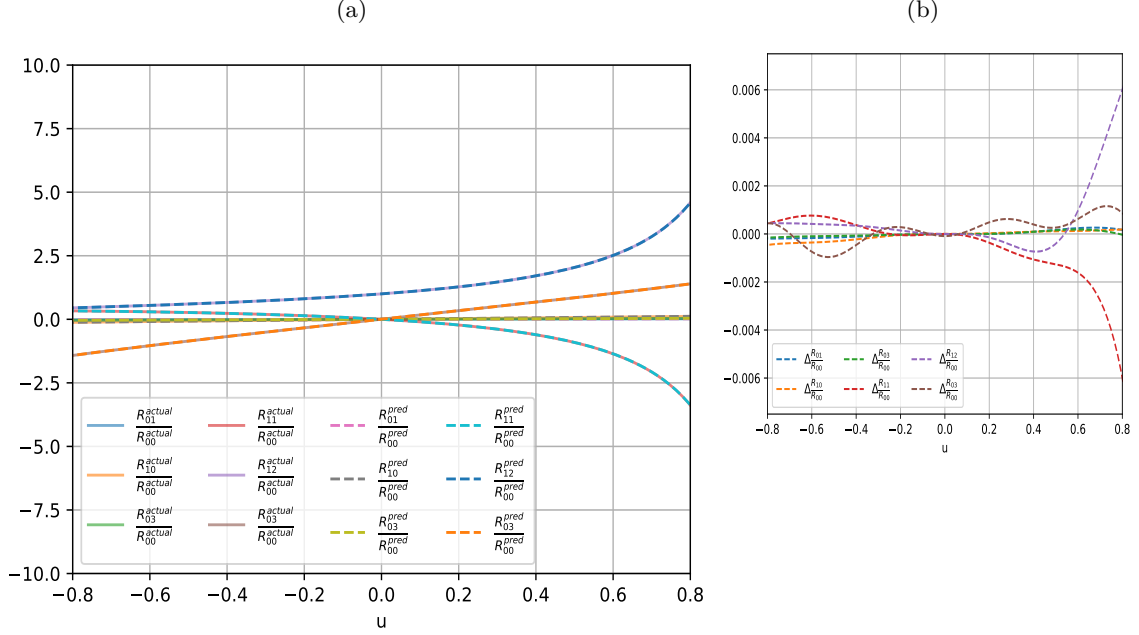 (a)
(b)
10.0
7.5
5.0
2.5
0.0
−2.5
−5.0
−7.5
−10.0
R_{01}^{actual} / R_{00}^{actual}
R_{10}^{actual} / R_{00}^{actual}
R_{03}^{actual} / R_{00}^{actual}
R_{11}^{actual} / R_{00}^{actual}
R_{12}^{actual} / R_{00}^{actual}
R_{03}^{actual} / R_{00}^{actual}
R_{01}^{pred} / R_{00}^{pred}
R_{10}^{pred} / R_{00}^{pred}
R_{03}^{pred} / R_{00}^{pred}
R_{11}^{pred} / R_{00}^{pred}
R_{12}^{pred} / R_{00}^{pred}
R_{03}^{pred} / R_{00}^{pred}
−0.8 −0.6 −0.4 −0.2 0.0 0.2 0.4 0.6 0.8
u
0.006
0.004
0.002
0.000
−0.002
−0.004
−0.006
Δ R_{01} / R_{00}
Δ R_{10} / R_{00}
Δ R_{03} / R_{00}
Δ R_{11} / R_{00}
Δ R_{12} / R_{00}
Δ R_{03} / R_{00}
−0.8 −0.6 −0.4 −0.2 0.0 0.2 0.4 0.6 0.8
u